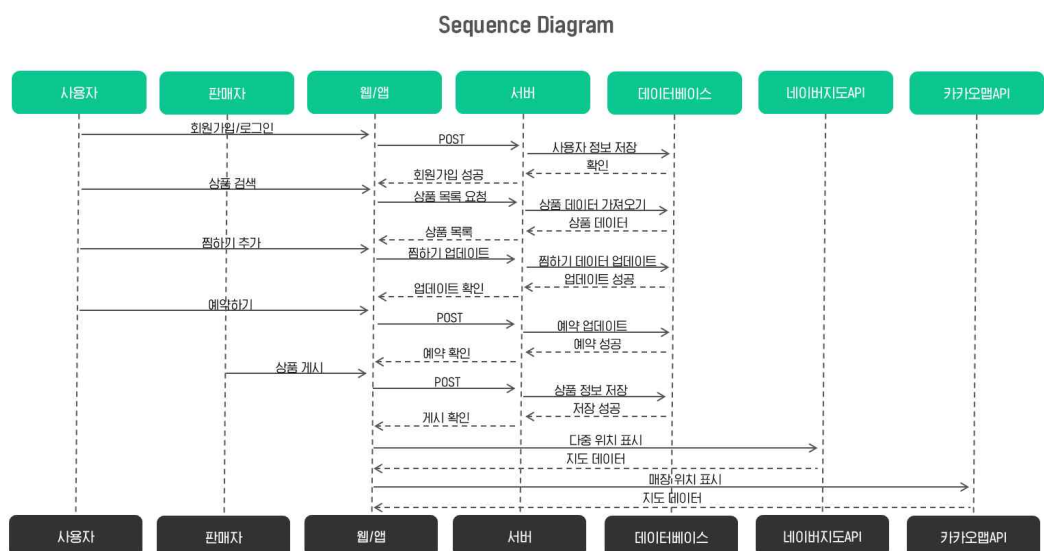 Sequence Diagram
사용자
판매자
웹/앱
서버
데이터베이스
네이버지도API
카카오맵API
회원가입/로그인
POST
사용자 정보 저장
확인
회원가입 성공
상품 검색
상품 목록 요청
상품 데이터 가져오기
상품 데이터
상품 목록
찜하기 추가
찜하기 업데이트
찜하기 데이터 업데이트
업데이트 성공
업데이트 확인
예약하기
POST
예약 업데이트
예약 성공
예약 확인
상품 게시
POST
상품 정보 저장
저장 성공
게시 확인
다중 위치 표시
지도 데이터
매장 위치 표시
지도 데이터
사용자
판매자
웹/앱
서버
데이터베이스
네이버지도API
카카오맵API